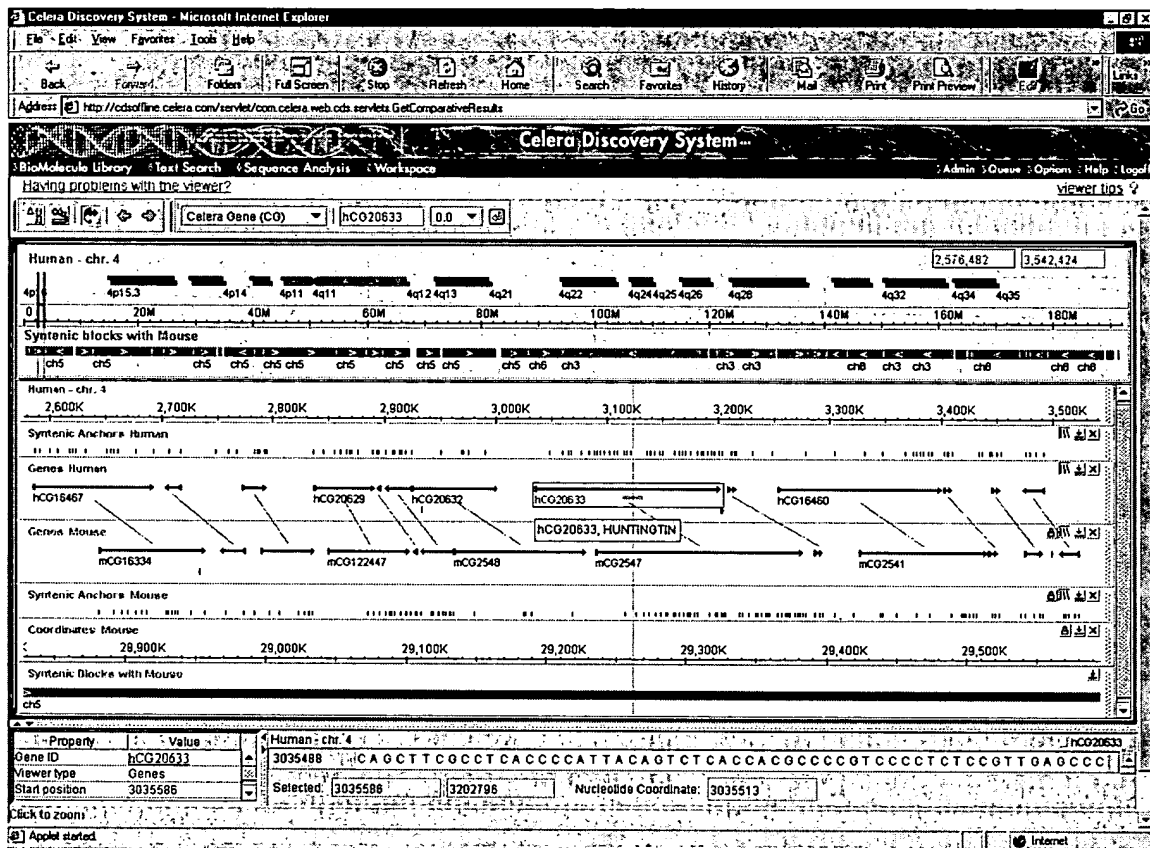 Celera Discovery System - Microsoft Internet Explorer
File Edit View Favorites Tools Help
Back Forward Folders Full Screen Stop Refresh Home Search Favorites History Mail Print Print Preview Edit Links
Address http://cdsoffline.celera.com/servlet/com.celera.web.cds.servlets.GetComparativeResults Go
Celera Discovery System
BioMolecule Library Text Search Sequence Analysis Workspace Admin Queue Options Help Logoff
Having problems with the viewer? viewer tips
Celera Gene (CG) hCG20633 0.0
Human - chr. 4 2,576,482 3,542,424
4p15.3 4p14 4p11 4q11 4q12 4q13 4q21 4q22 4q24 4q25 4q26 4q28 4q32 4q34 4q35
0 20M 40M 60M 80M 100M 120M 140M 160M 180M
Syntenic blocks with Mouse
ch5 ch5 ch5 ch5 ch5 ch5 ch5 ch5 ch5 ch5 ch5 ch6 ch3 ch3 ch3 ch8 ch3 ch3 ch8 ch8
Human - chr. 4
2,600K 2,700K 2,800K 2,900K 3,000K 3,100K 3,200K 3,300K 3,400K 3,500K
Syntenic Anchors Human
Genes Human
hCG16467 hCG20629 hCG20632 hCG20633 hCG16460
hCG20633, HUNTINGTIN
Genes Mouse
mCG16334 mCG122447 mCG2548 mCG2547 mCG2541
Syntenic Anchors Mouse
Coordinates Mouse
28,900K 29,000K 29,100K 29,200K 29,300K 29,400K 29,500K
Syntenic Blocks with Mouse
ch5
Property Value
Gene ID hCG20633
Viewer type Genes
Start position 3035586
Human - chr. 4 hCG20633
3035488 CAGCTTCGCCTCACCCCATTACAGTCTCACCACGCCCCGTCCCCTCTCCGTTGAGCCC
Selected: 3035586 3202796 Nucleotide Coordinate: 3035513
Click to zoom
Applet started Internet